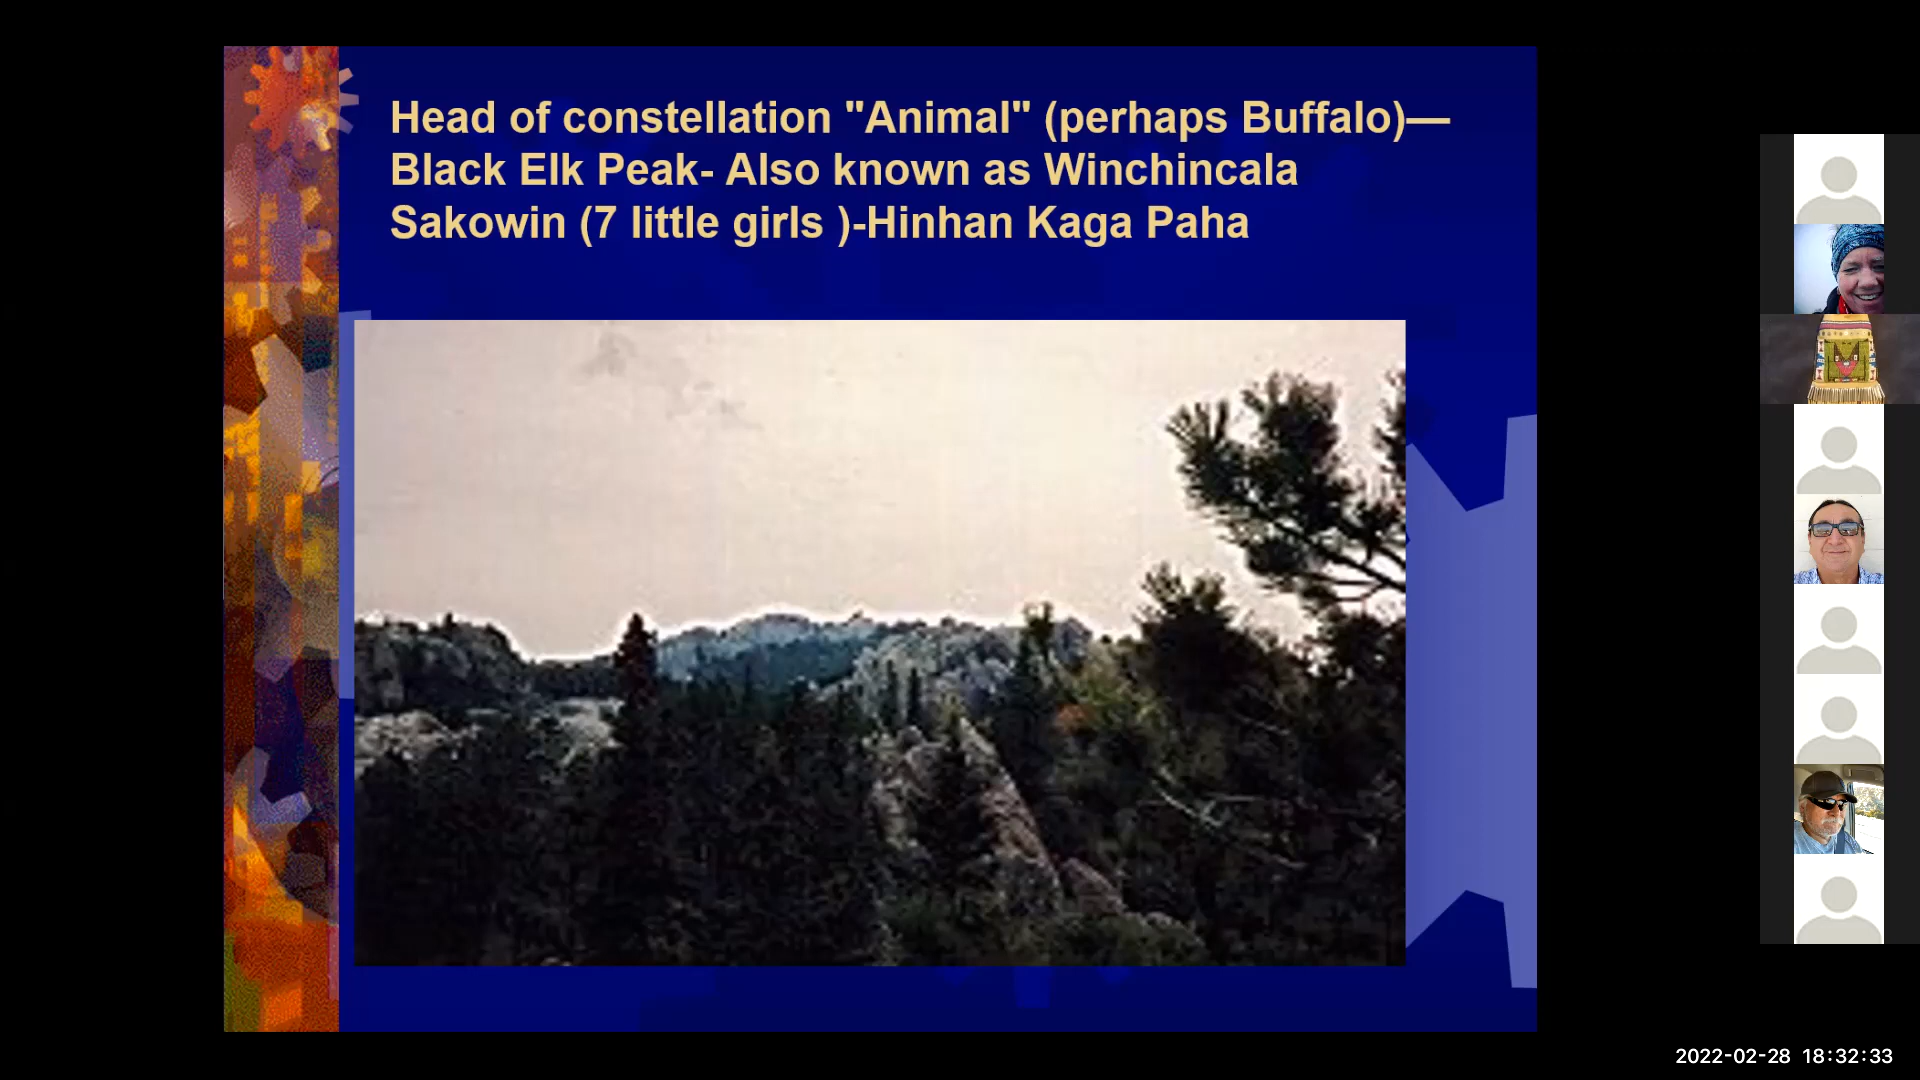 Head of constellation "Animal" (perhaps Buffalo)—
Black Elk Peak- Also known as Winchincala
Sakowin (7 little girls )-Hinhan Kaga Paha
2022-02-28 18:32:33